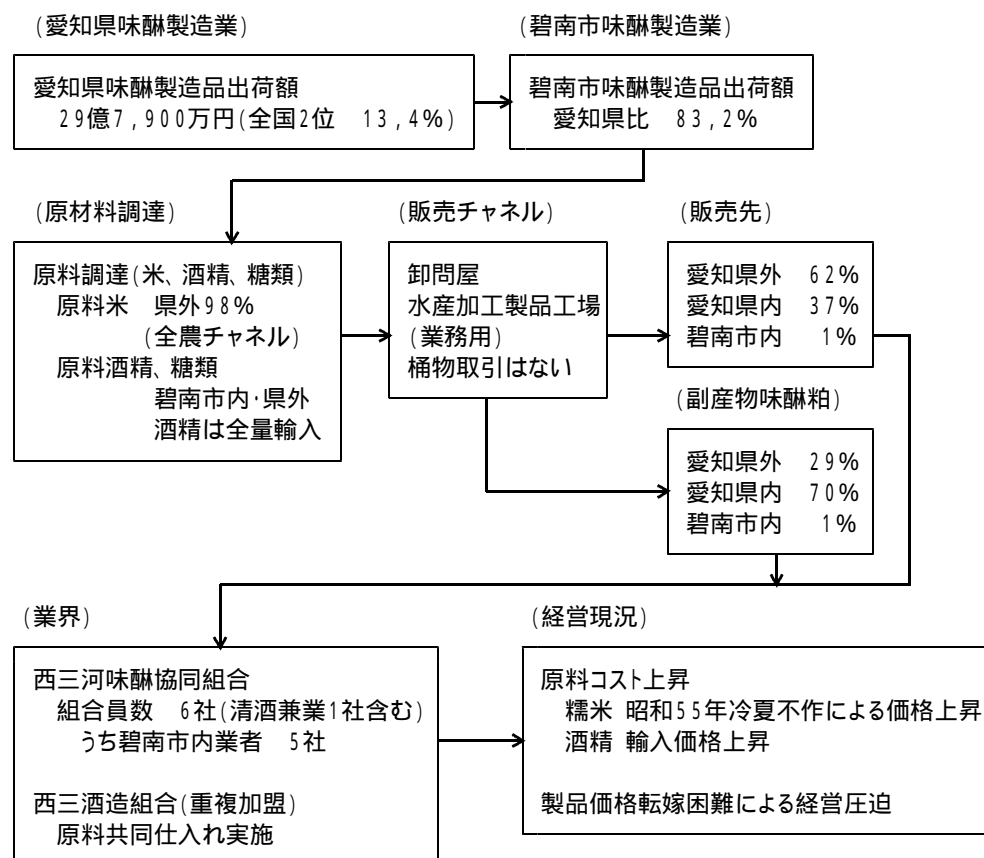 (愛知県味醂製造業)
愛知県味醂製造品出荷額
29億7,900万円(全国2位 13,4%)
(碧南市味醂製造業)
碧南市味醂製造品出荷額
愛知県比 83,2%
(原材料調達)
原料調達(米、酒精、糖類)
原料米 県外98%
(全農チャネル)
原料酒精、糖類
碧南市内・県外
酒精は全量輸入
(販売チャネル)
卸問屋
水産加工製品工場
(業務用)
桶物取引はない
(販売先)
愛知県外 62%
愛知県内 37%
碧南市内 1%
(副産物味醂粕)
愛知県外 29%
愛知県内 70%
碧南市内 1%
(業界)
西三河味醂協同組合
組合員数 6社(清酒兼業1社含む)
うち碧南市内業者 5社
西三酒造組合(重複加盟)
原料共同仕入れ実施
(経営現況)
原料コスト上昇
糯米 昭和55年冷夏不作による価格上昇
酒精 輸入価格上昇
製品価格転嫁困難による経営圧迫